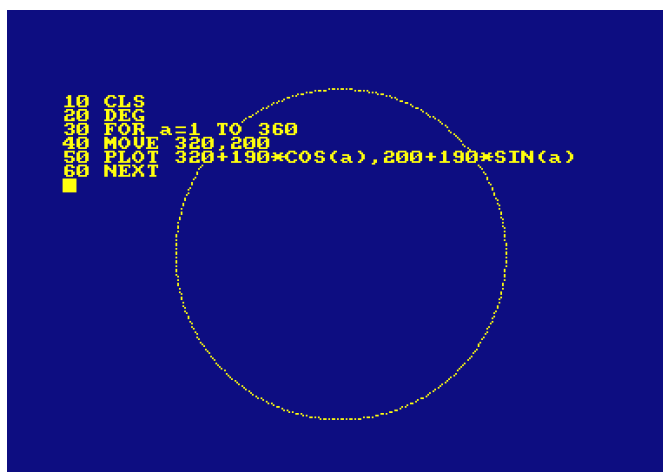 10 CLS
20 DEG
30 FOR a=1 TO 360
40 MOVE 320,200
50 PLOT 320+190*COS(a),200+190*SIN(a)
60 NEXT